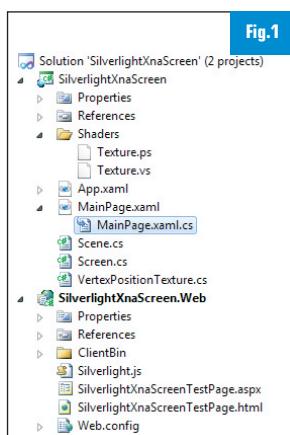 Fig.1
Solution 'SilverlightXnaScreen' (2 projects)
SilverlightXnaScreen
Properties
References
Shaders
Texture.ps
Texture.vs
App.xaml
MainPage.xaml
MainPage.xaml.cs
Scene.cs
Screen.cs
VertexPositionTexture.cs
SilverlightXnaScreen.Web
Properties
References
ClientBin
Silverlight.js
SilverlightXnaScreenTestPage.aspx
SilverlightXnaScreenTestPage.html
Web.config